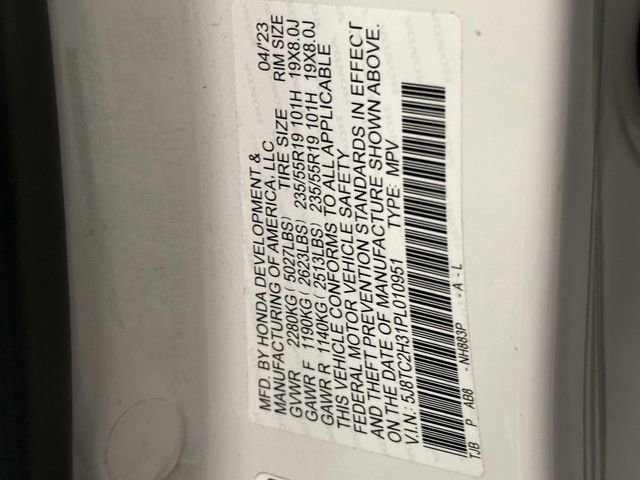 MFD. BY HONDA DEVELOPMENT & 04/'23
MANUFACTURING OF AMERICA, LLC
TIRE SIZE RIM SIZE
GVWR 2280KG ( 5027LBS)
GAWR F 1190KG ( 2623LBS) 235/55R19 101H 19X8.0J
GAWR R 1140KG ( 2513LBS) 235/55R19 101H 19X8.0J
THIS VEHICLE CONFORMS TO ALL APPLICABLE
FEDERAL MOTOR VEHICLE SAFETY
AND THEFT PREVENTION STANDARDS IN EFFECT
ON THE DATE OF MANUFACTURE SHOWN ABOVE.
V.I.N.: 5J8TC2H31PL010951 TYPE: MPV
TJB P AB8 - NH883P - A - L